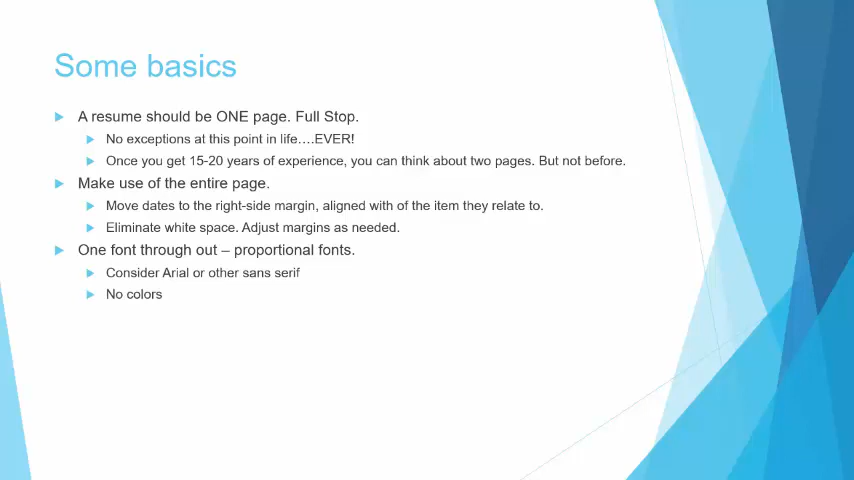 Some basics
A resume should be ONE page. Full Stop.
No exceptions at this point in life….EVER!
Once you get 15-20 years of experience, you can think about two pages. But not before.
Make use of the entire page.
Move dates to the right-side margin, aligned with of the item they relate to.
Eliminate white space. Adjust margins as needed.
One font through out – proportional fonts.
Consider Arial or other sans serif
No colors